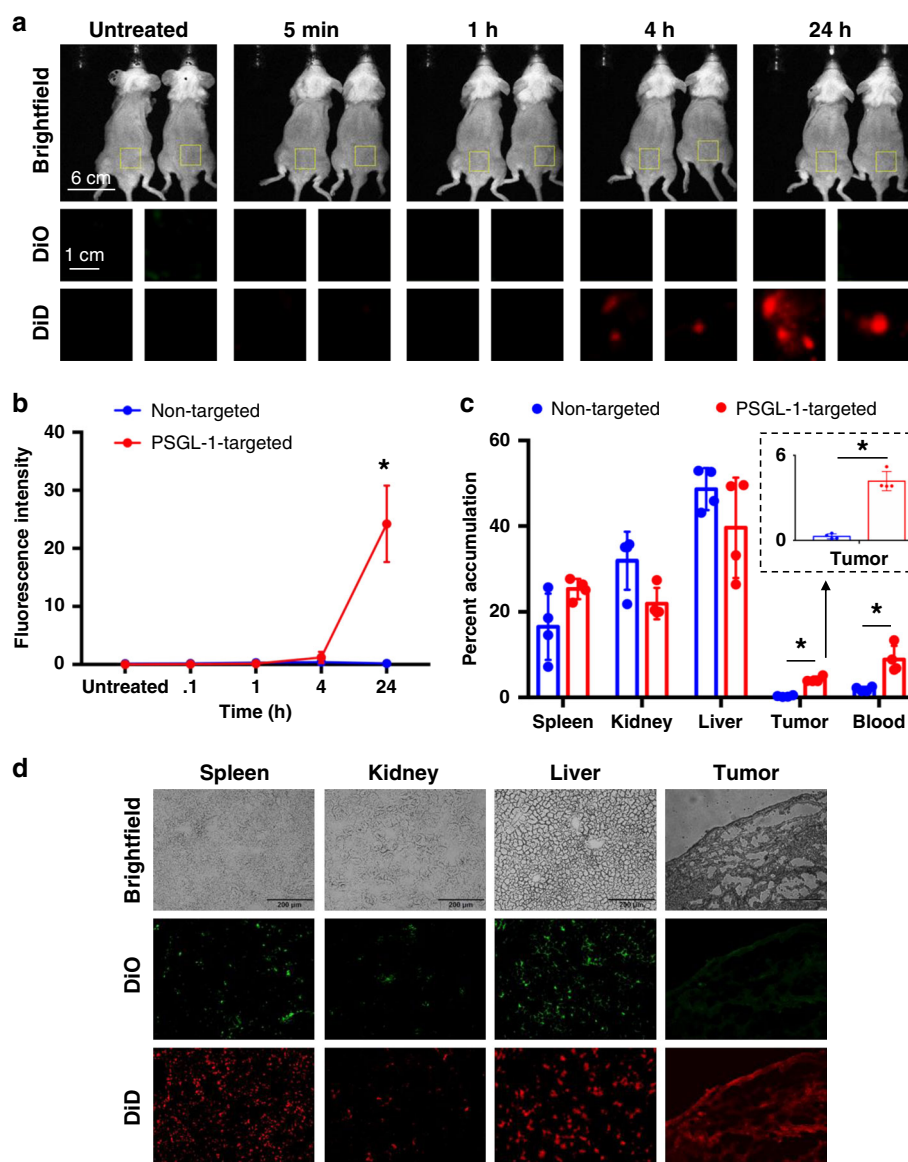 a
Untreated 5 min 1 h 4 h 24 h
Brightfield
6 cm
DiO
1 cm
DiD
b
Non-targeted
PSGL-1-targeted
Fluorescence intensity
40
30
20
10
0
*
Untreated .1 1 4 24
Time (h)
c
Non-targeted PSGL-1-targeted
Percent accumulation
60
40
20
0
6
0
*
Tumor
*
*
Spleen Kidney Liver Tumor Blood
d
Spleen Kidney Liver Tumor
Brightfield
200 µm 200 µm 200 µm
DiO
DiD